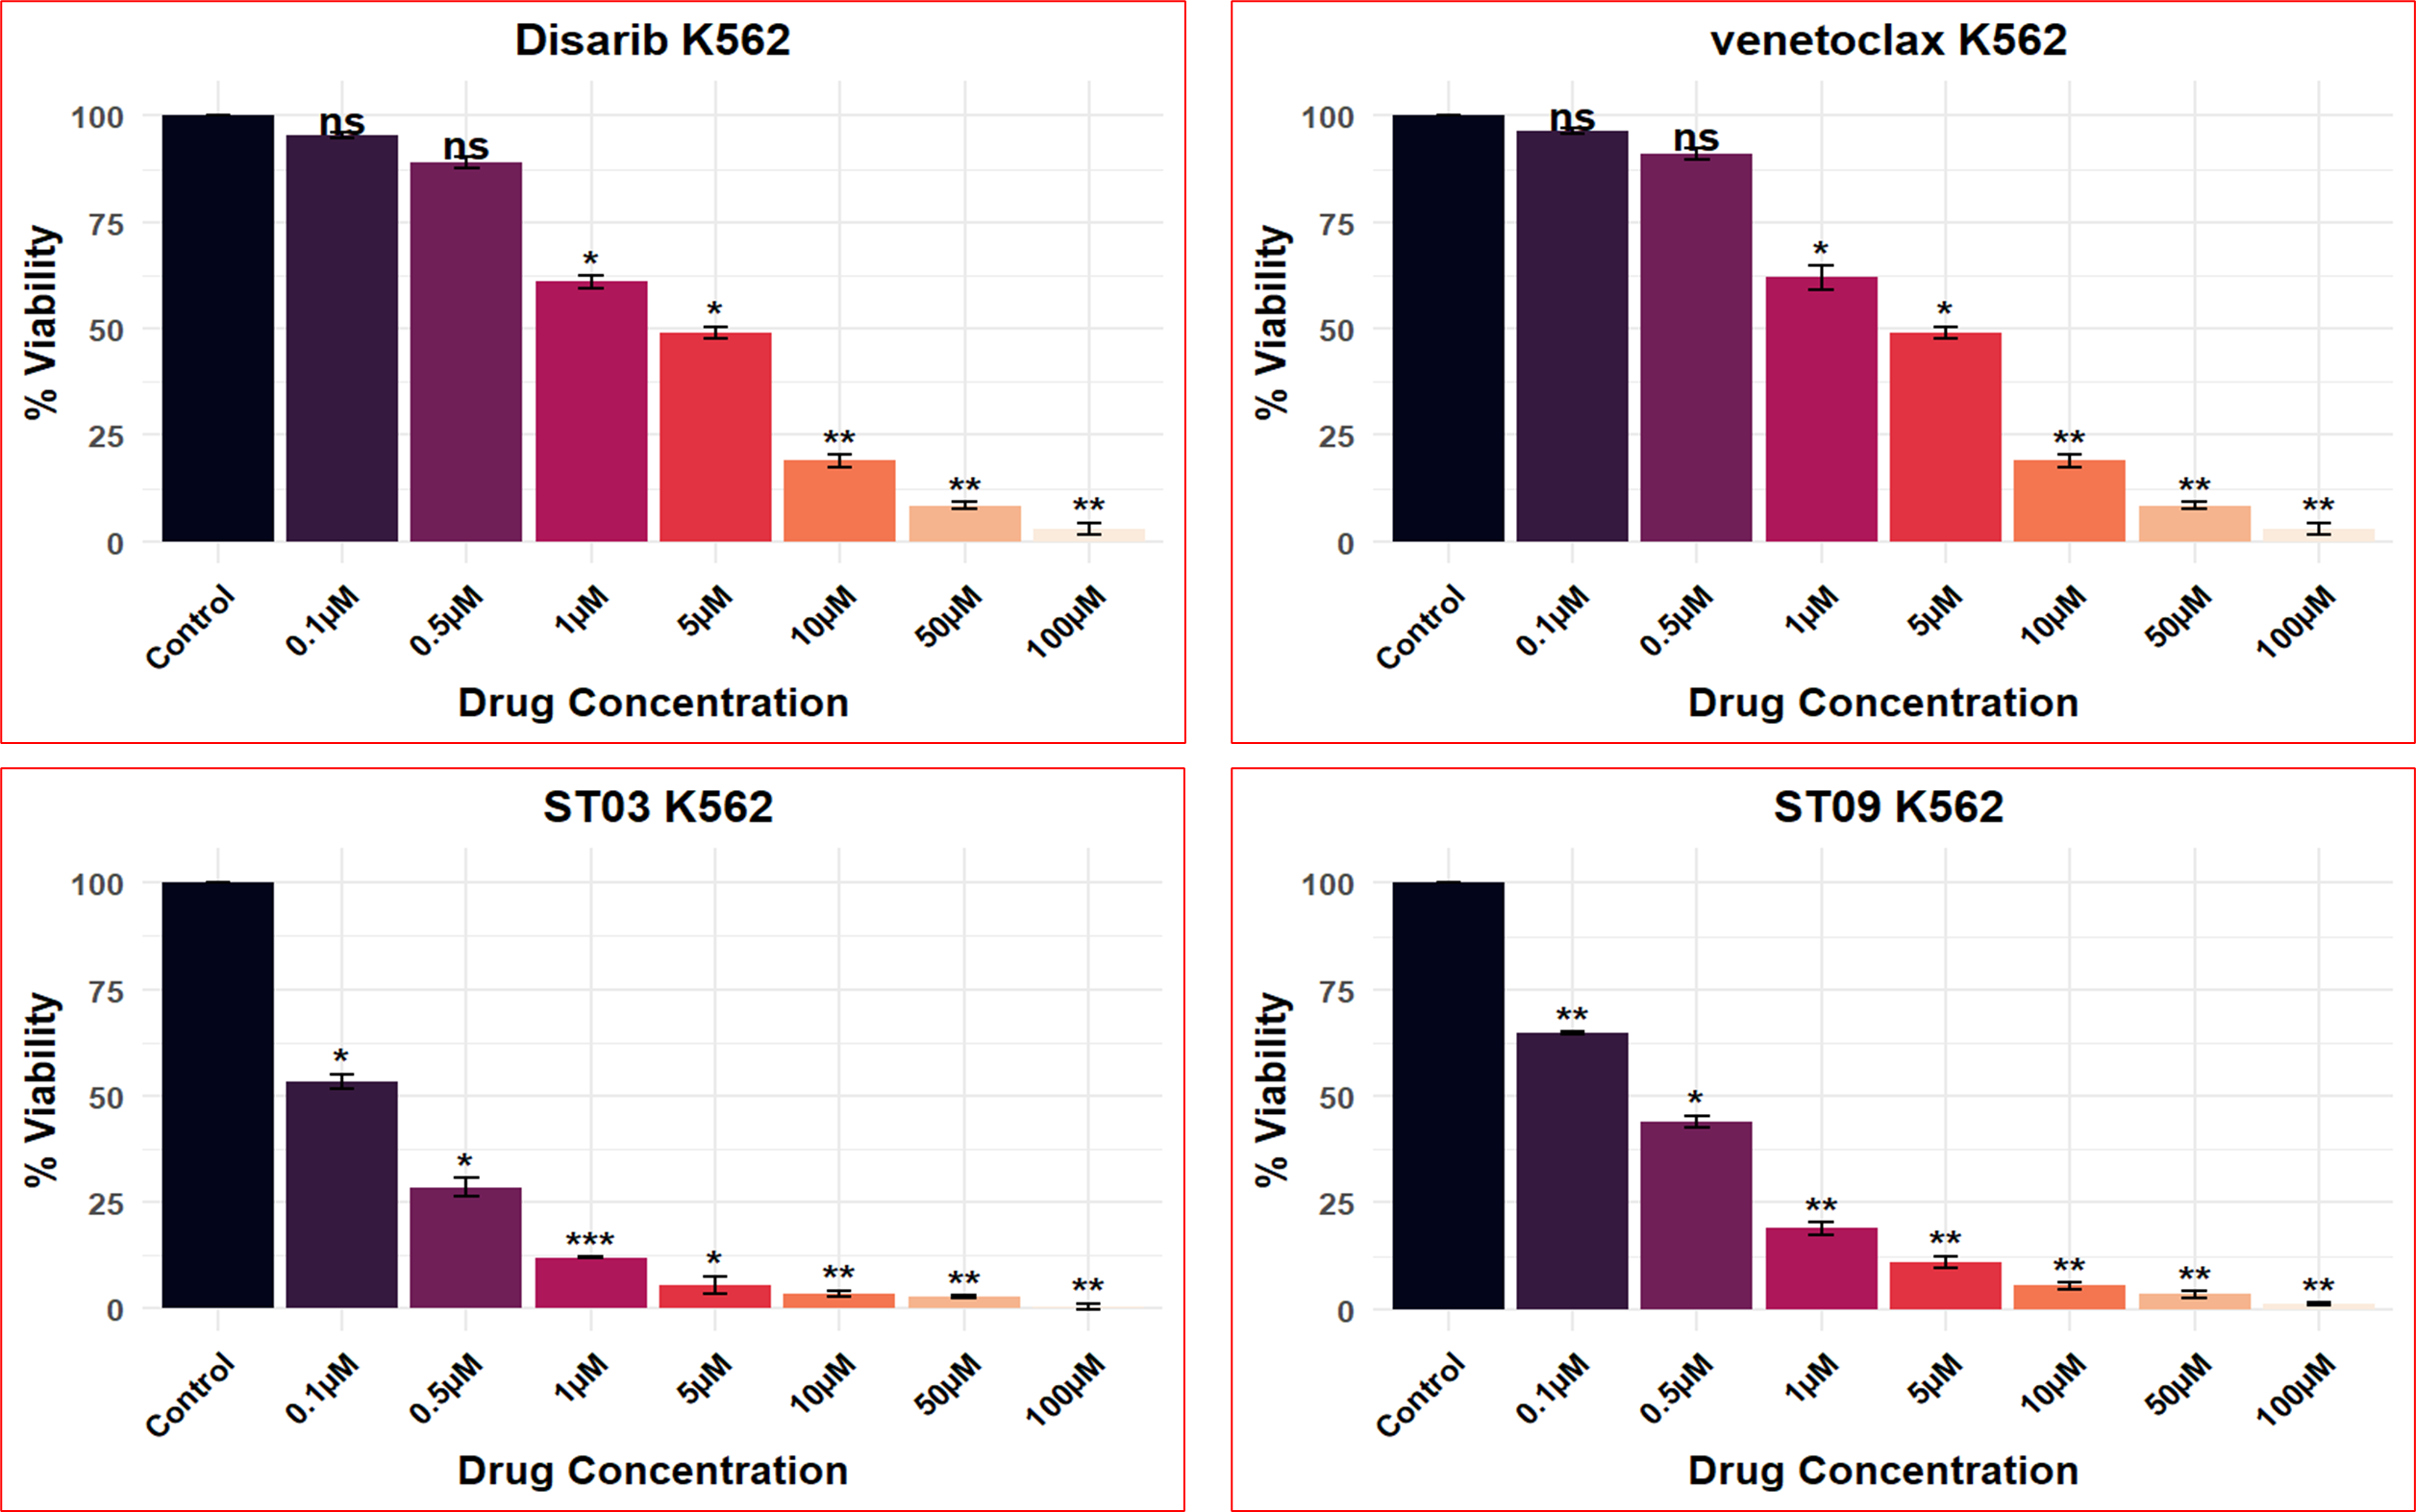 Disarib K562
% Viability
100
75
50
25
0
ns
ns
*
*
**
**
**
Control
0.1µM
0.5µM
1µM
5µM
10µM
50µM
100µM
Drug Concentration
venetoclax K562
% Viability
100
75
50
25
0
ns
ns
*
*
**
**
**
Control
0.1µM
0.5µM
1µM
5µM
10µM
50µM
100µM
Drug Concentration
ST03 K562
% Viability
100
75
50
25
0
*
*
***
*
**
**
**
Control
0.1µM
0.5µM
1µM
5µM
10µM
50µM
100µM
Drug Concentration
ST09 K562
% Viability
100
75
50
25
0
**
*
**
**
**
**
**
Control
0.1µM
0.5µM
1µM
5µM
10µM
50µM
100µM
Drug Concentration